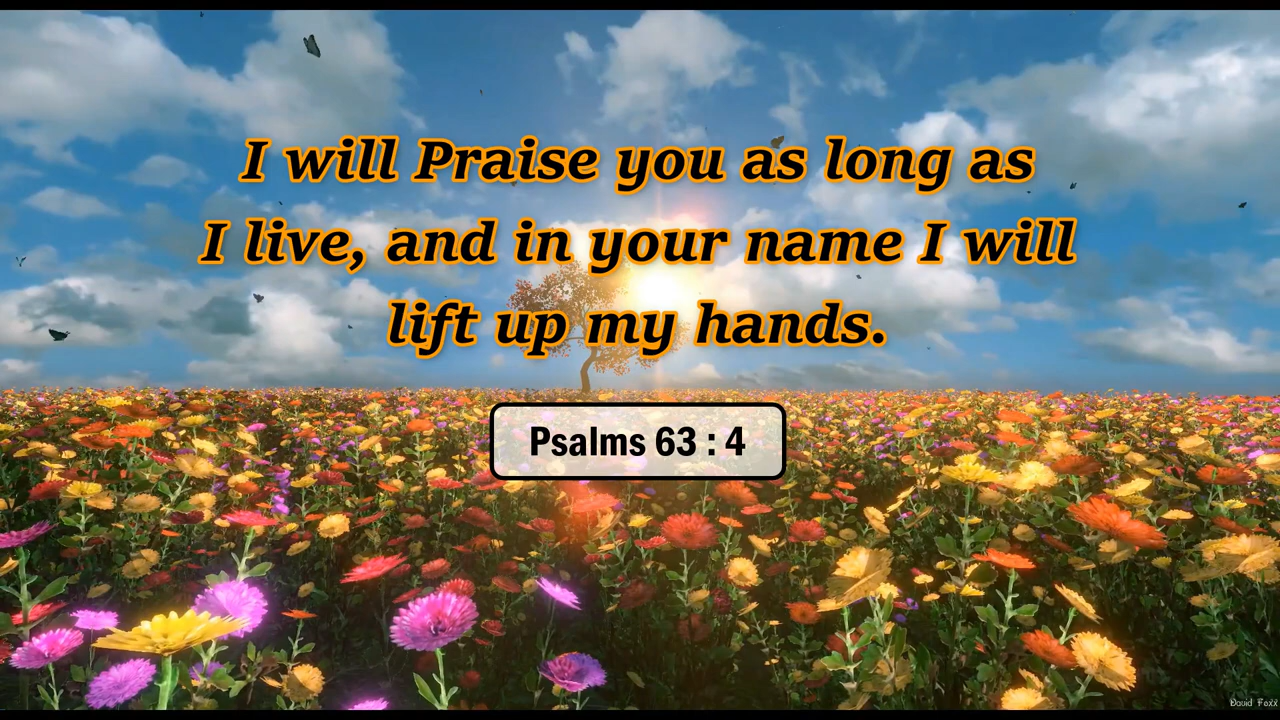 I will Praise you as long as
I live, and in your name I will
lift up my hands.
Psalms 63 : 4
David Foxx